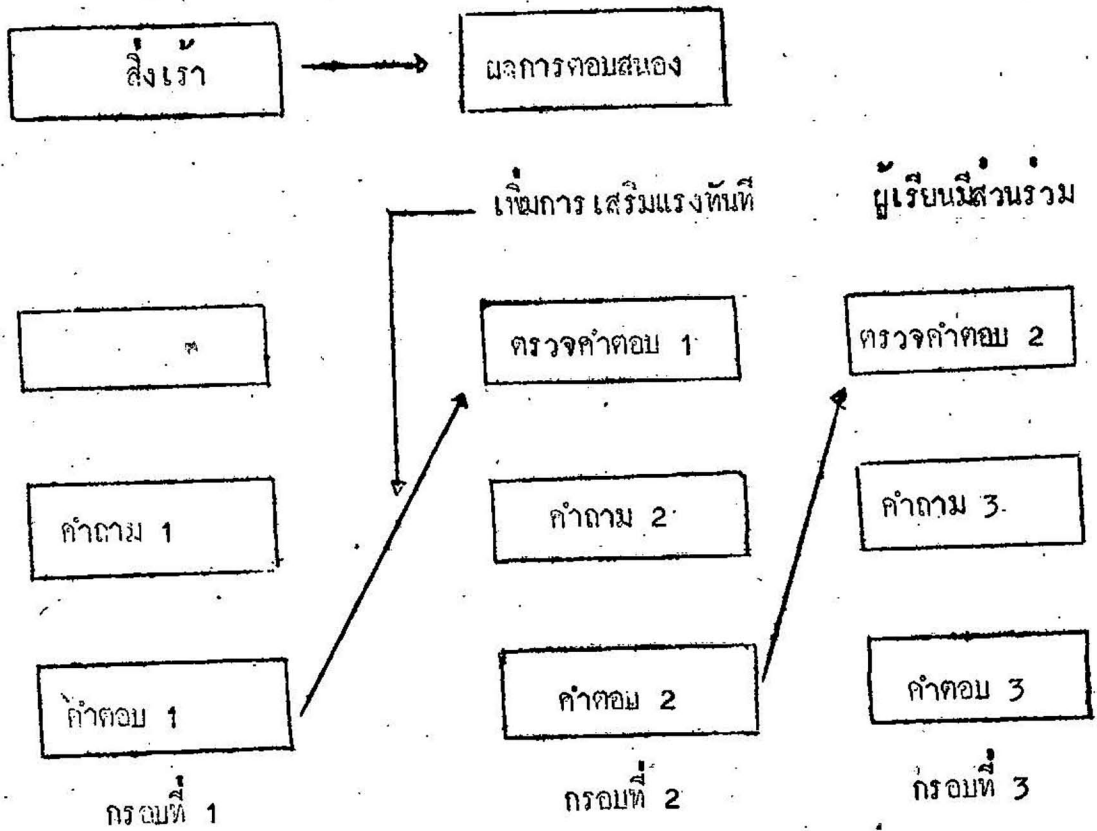 สิ่งเร้า
ผลการตอบสนอง
เพิ่มการเสริมแรงทันที
ผู้เรียนมีส่วนร่วม
ตรวจคำตอบ 1
ตรวจคำตอบ 2
คำถาม 1
คำถาม 2
คำถาม 3
คำตอบ 1
คำตอบ 2
คำตอบ 3
กรอบที่ 1
กรอบที่ 2
กรอบที่ 3